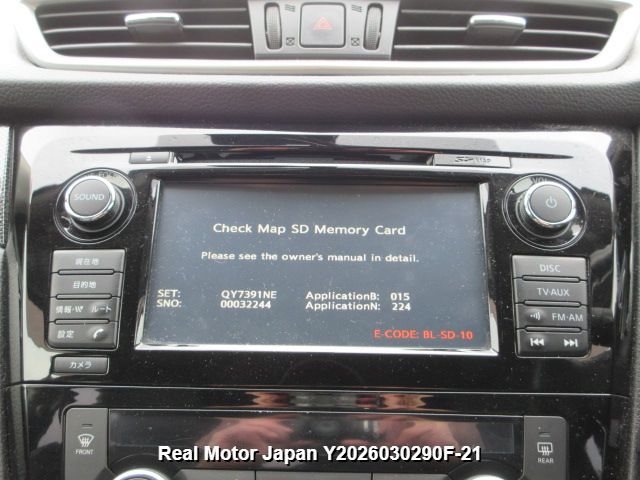 SOUND
VOL
Check Map SD Memory Card
Please see the owner's manual in detail.
SET: QY7391NE ApplicationB: 015
SNO: 00032244 ApplicationN: 224
E-CODE: BL-SD-10
現在地
目的地
情報・VICS ルート
設定
カメラ
DISC
TV・AUX
FM・AM
FRONT
REAR
Real Motor Japan Y2026030290F-21